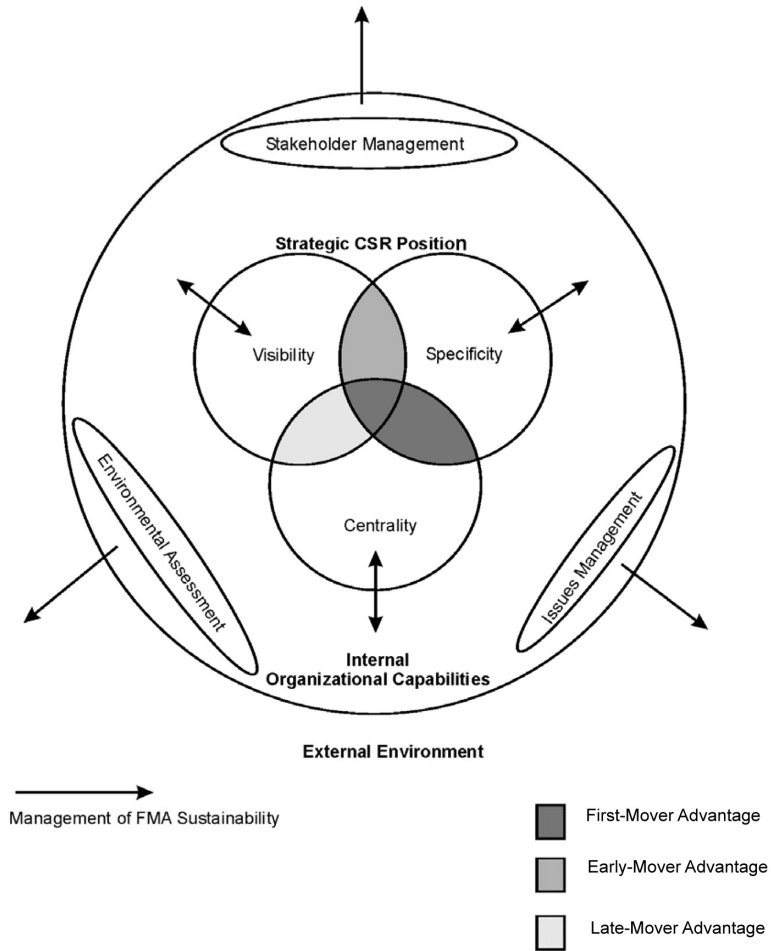 Stakeholder Management
Strategic CSR Position
Visibility
Specificity
Centrality
Environmental Assessment
Issues Management
Internal
Organizational Capabilities
External Environment
Management of FMA Sustainability
First-Mover Advantage
Early-Mover Advantage
Late-Mover Advantage